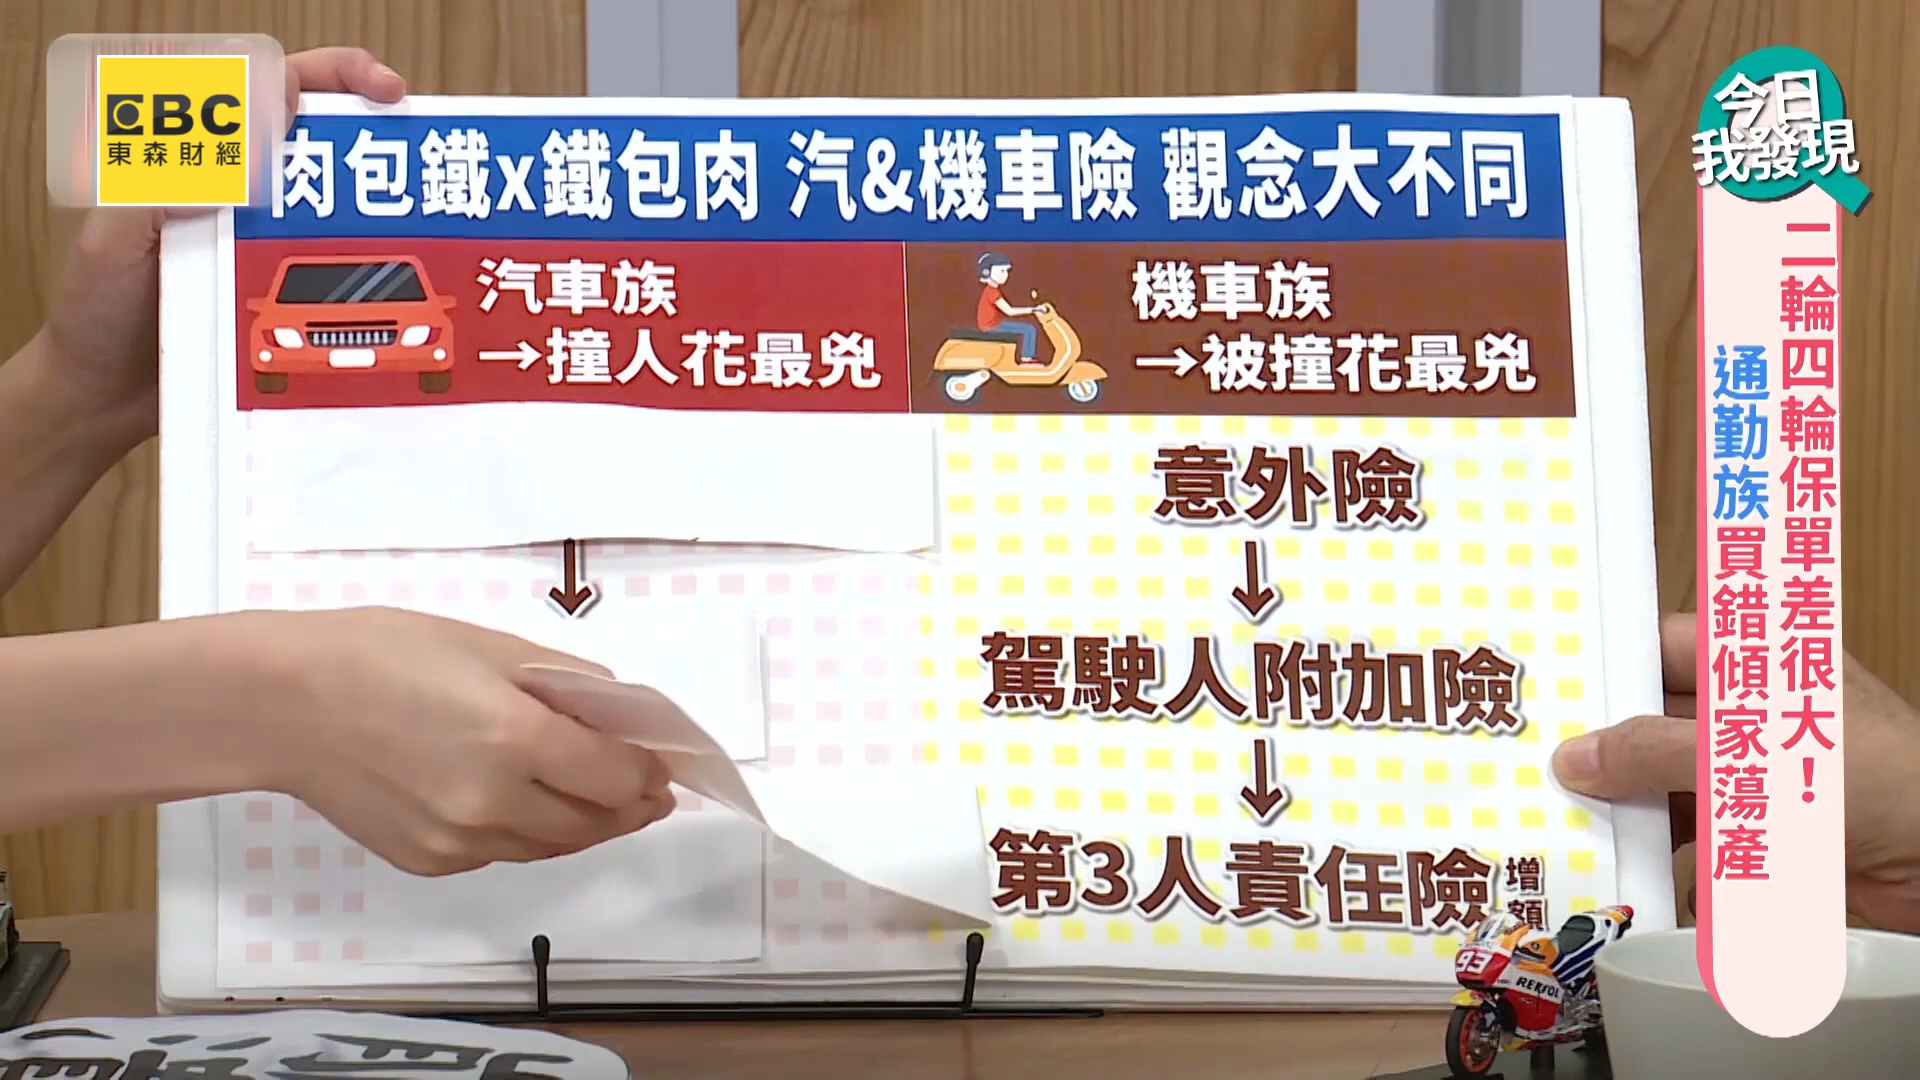 EBC
東森財經
肉包鐵x鐵包肉 汽&機車險 觀念大不同
汽車族
→撞人花最兇
機車族
→被撞花最兇
意外險
↓
駕駛人附加險
↓
第3人責任險增額
↓
今日
我發現
二輪四輪保單差很大！
通勤族買錯傾家蕩產
93
REPSOL